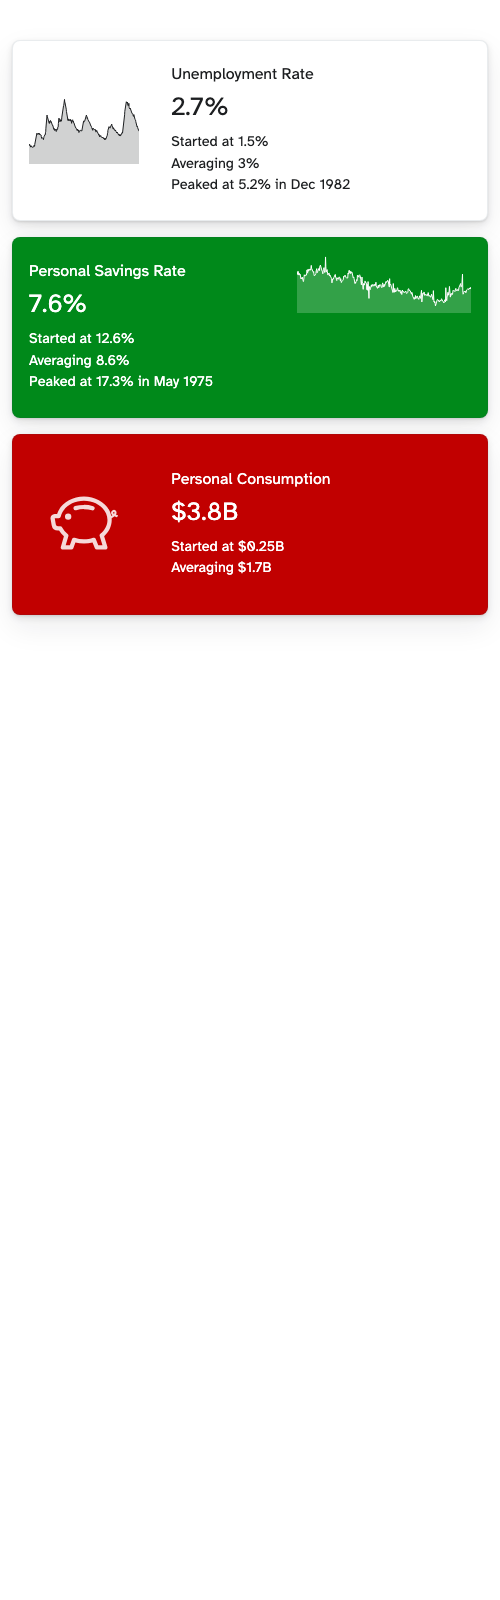 Unemployment Rate
2.7%
Started at 1.5%
Averaging 3%
Peaked at 5.2% in Dec 1982
Personal Savings Rate
7.6%
Started at 12.6%
Averaging 8.6%
Peaked at 17.3% in May 1975
Personal Consumption
$3.8B
Started at $0.25B
Averaging $1.7B